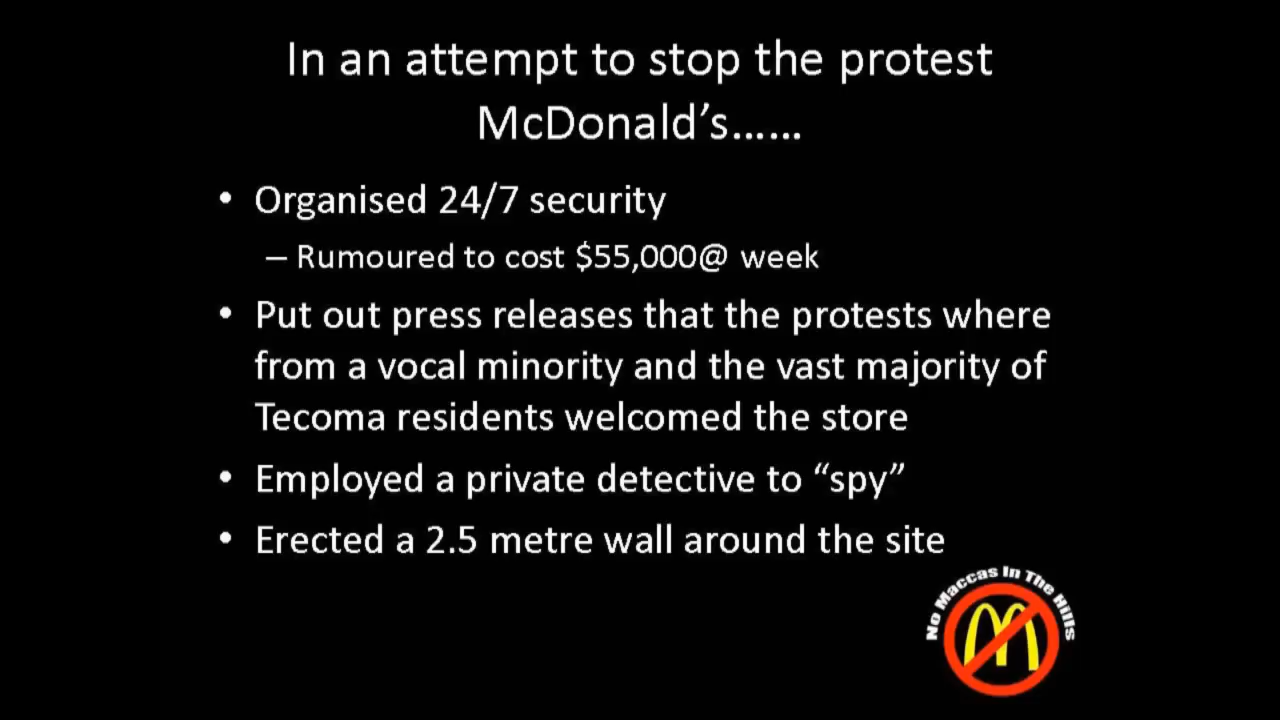 In an attempt to stop the protest
McDonald’s……
• Organised 24/7 security
– Rumoured to cost $55,000@ week
• Put out press releases that the protests where
from a vocal minority and the vast majority of
Tecoma residents welcomed the store
• Employed a private detective to “spy”
• Erected a 2.5 metre wall around the site
No Maccas In The Hills